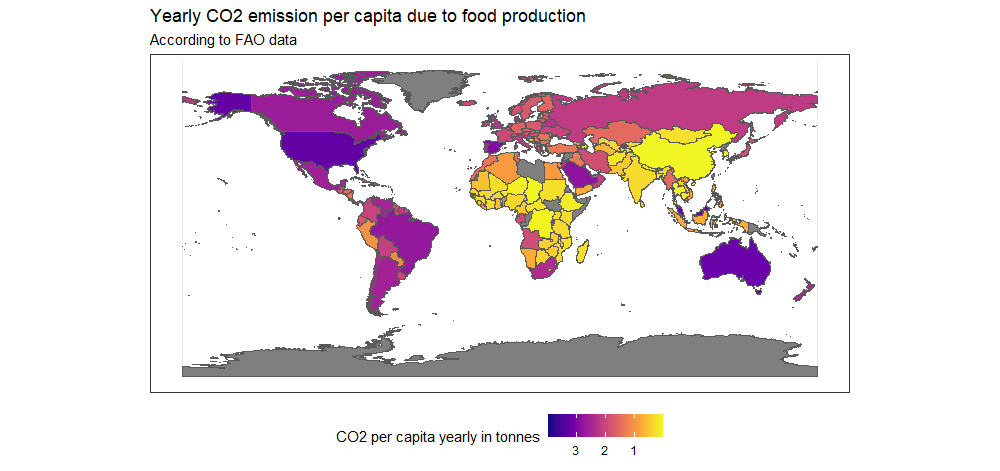 Yearly CO2 emission per capita due to food production
According to FAO data
CO2 per capita yearly in tonnes
3 2 1